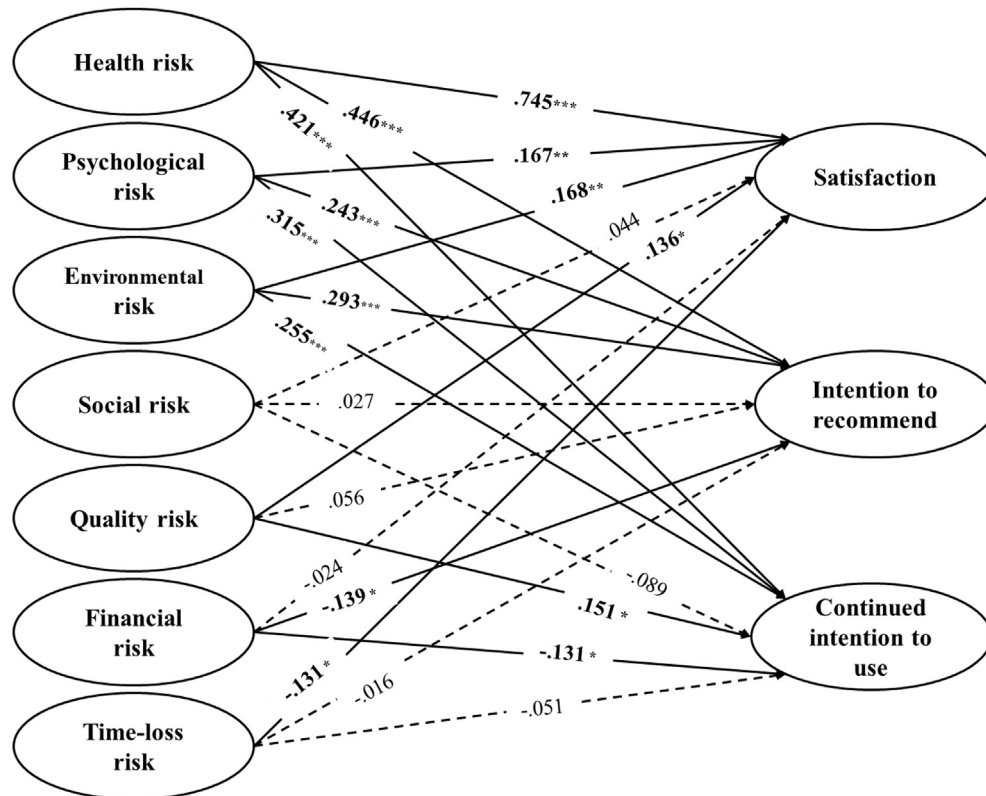 Health risk
.745***
.446***
.421***
Psychological
risk
.167**
Satisfaction
.168**
.243***
.315***
.044
.136*
Environmental
risk
.293***
.255***
Social risk
.027
Intention to
recommend
.056
Quality risk
-.024
-.089
-.139 *
.151 *
Financial
risk
Continued
intention to
use
-.131 *
-.131 *
-.016
-.051
Time-loss
risk